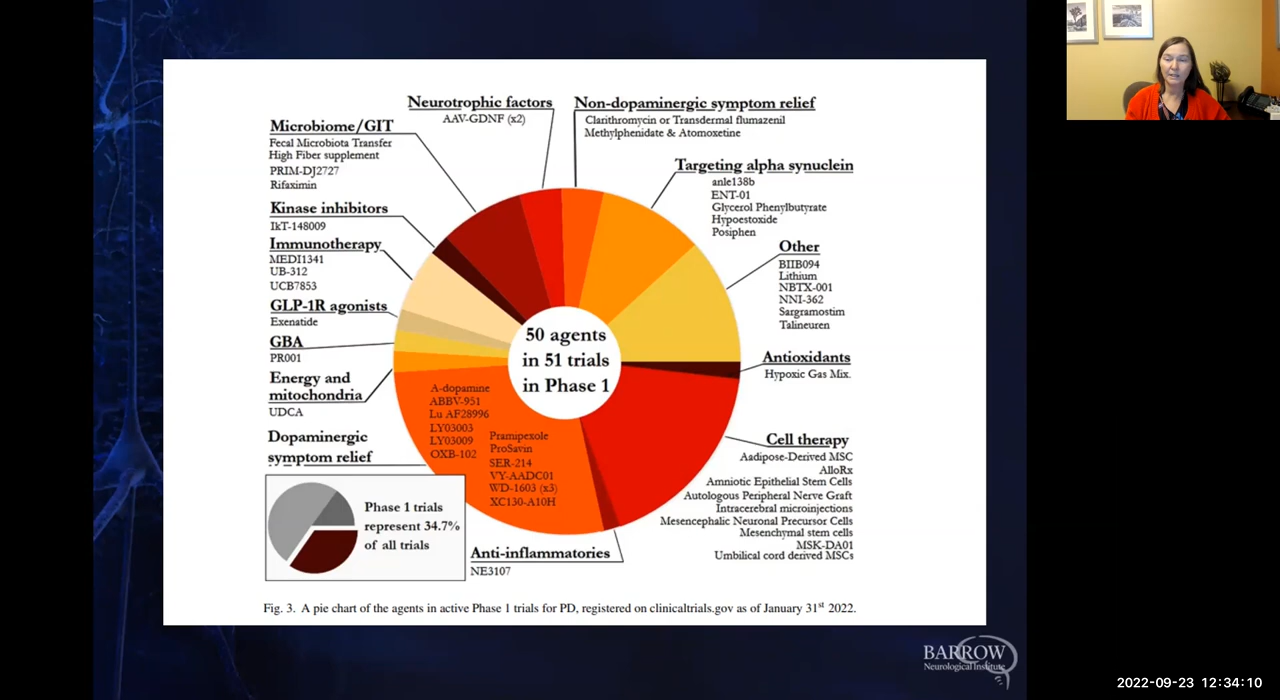 Neurotrophic factors
AAV-GDNF (x2)
Non-dopaminergic symptom relief
Clarithromycin or Transdermal flumazenil
Methylphenidate & Atomoxetine
Microbiome/GIT
Fecal Microbiota Transfer
High Fiber supplement
PRIM-DJ2727
Rifaximin
Targeting alpha synuclein
anle138b
ENT-01
Glycerol Phenylbutyrate
Hypoestoxide
Posiphen
Kinase inhibitors
IkT-148009
Immunotherapy
MEDI1341
UB-312
UCB7853
Other
BIIB094
Lithium
NBTX-001
NNI-362
Sargramostim
Talineuren
GLP-1R agonists
Exenatide
GBA
PR001
50 agents
in 51 trials
in Phase 1
Antioxidants
Hypoxic Gas Mix.
Energy and
mitochondria
UDCA
Dopaminergic
symptom relief
A-dopamine
ABBV-951
Lu AF28996
LY03003
LY03009
OXB-102
Pramipexole
ProSavin
SER-214
VY-AADC01
WD-1603 (x3)
XC130-A10H
Cell therapy
Aadipose-Derived MSC
AlloRx
Amniotic Epithelial Stem Cells
Autologous Peripheral Nerve Graft
Intracerebral microinjections
Mesencephalic Neuronal Precursor Cells
Mesenchymal stem cells
MSK-DA01
Umbilical cord derived MSCs
Phase 1 trials
represent 34.7%
of all trials
Anti-inflammatories
NE3107
Fig. 3. A pie chart of the agents in active Phase 1 trials for PD, registered on clinicaltrials.gov as of January 31st 2022.
BARROW
Neurological Institute
2022-09-23 12:34:10